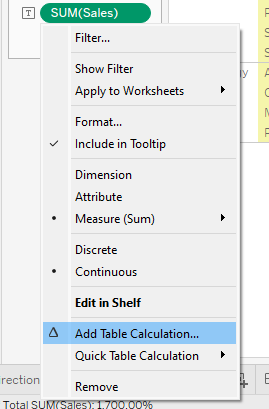 T SUM(Sales)
Filter...
Show Filter
Apply to Worksheets
Format...
Include in Tooltip
Dimension
Attribute
Measure (Sum)
Discrete
Continuous
Edit in Shelf
Add Table Calculation...
Quick Table Calculation
Remove
rection
Total SUM(Sales): 1,700.00%